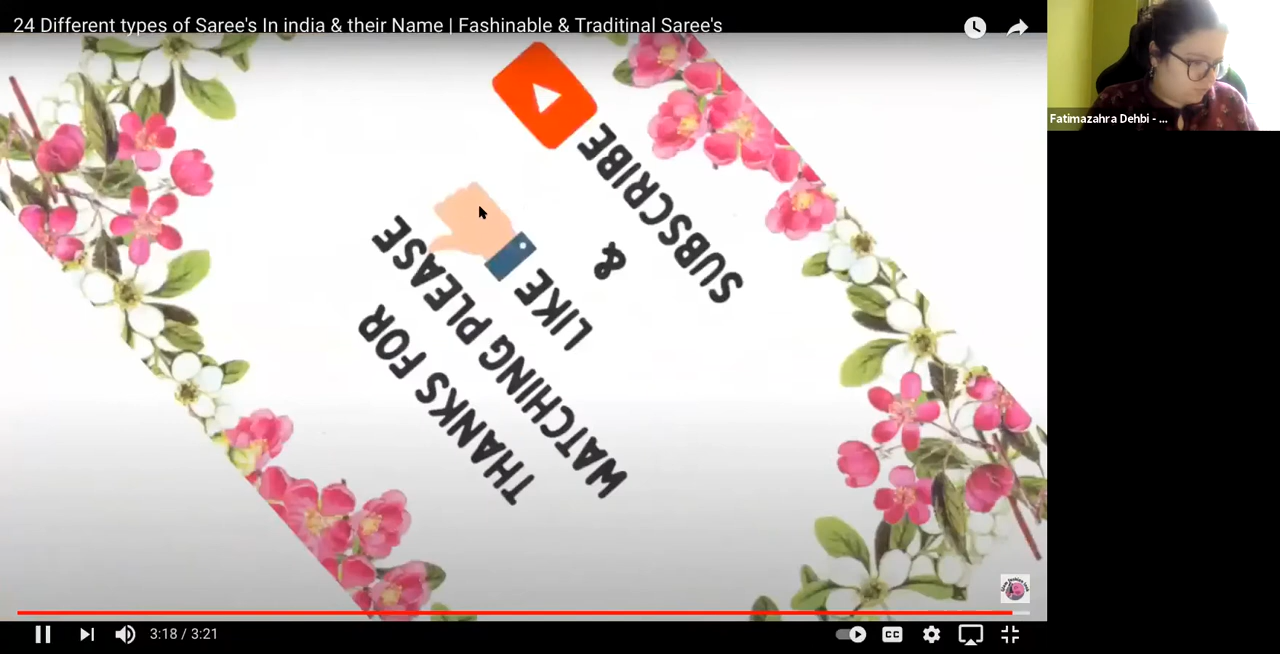 24 Different types of Saree's In india & their Name | Fashinable & Traditinal Saree's
THANKS FOR
WATCHING PLEASE
LIKE
&
SUBSCRIBE
Fatimazahra Dehbi - ...
3:18 / 3:21
CC